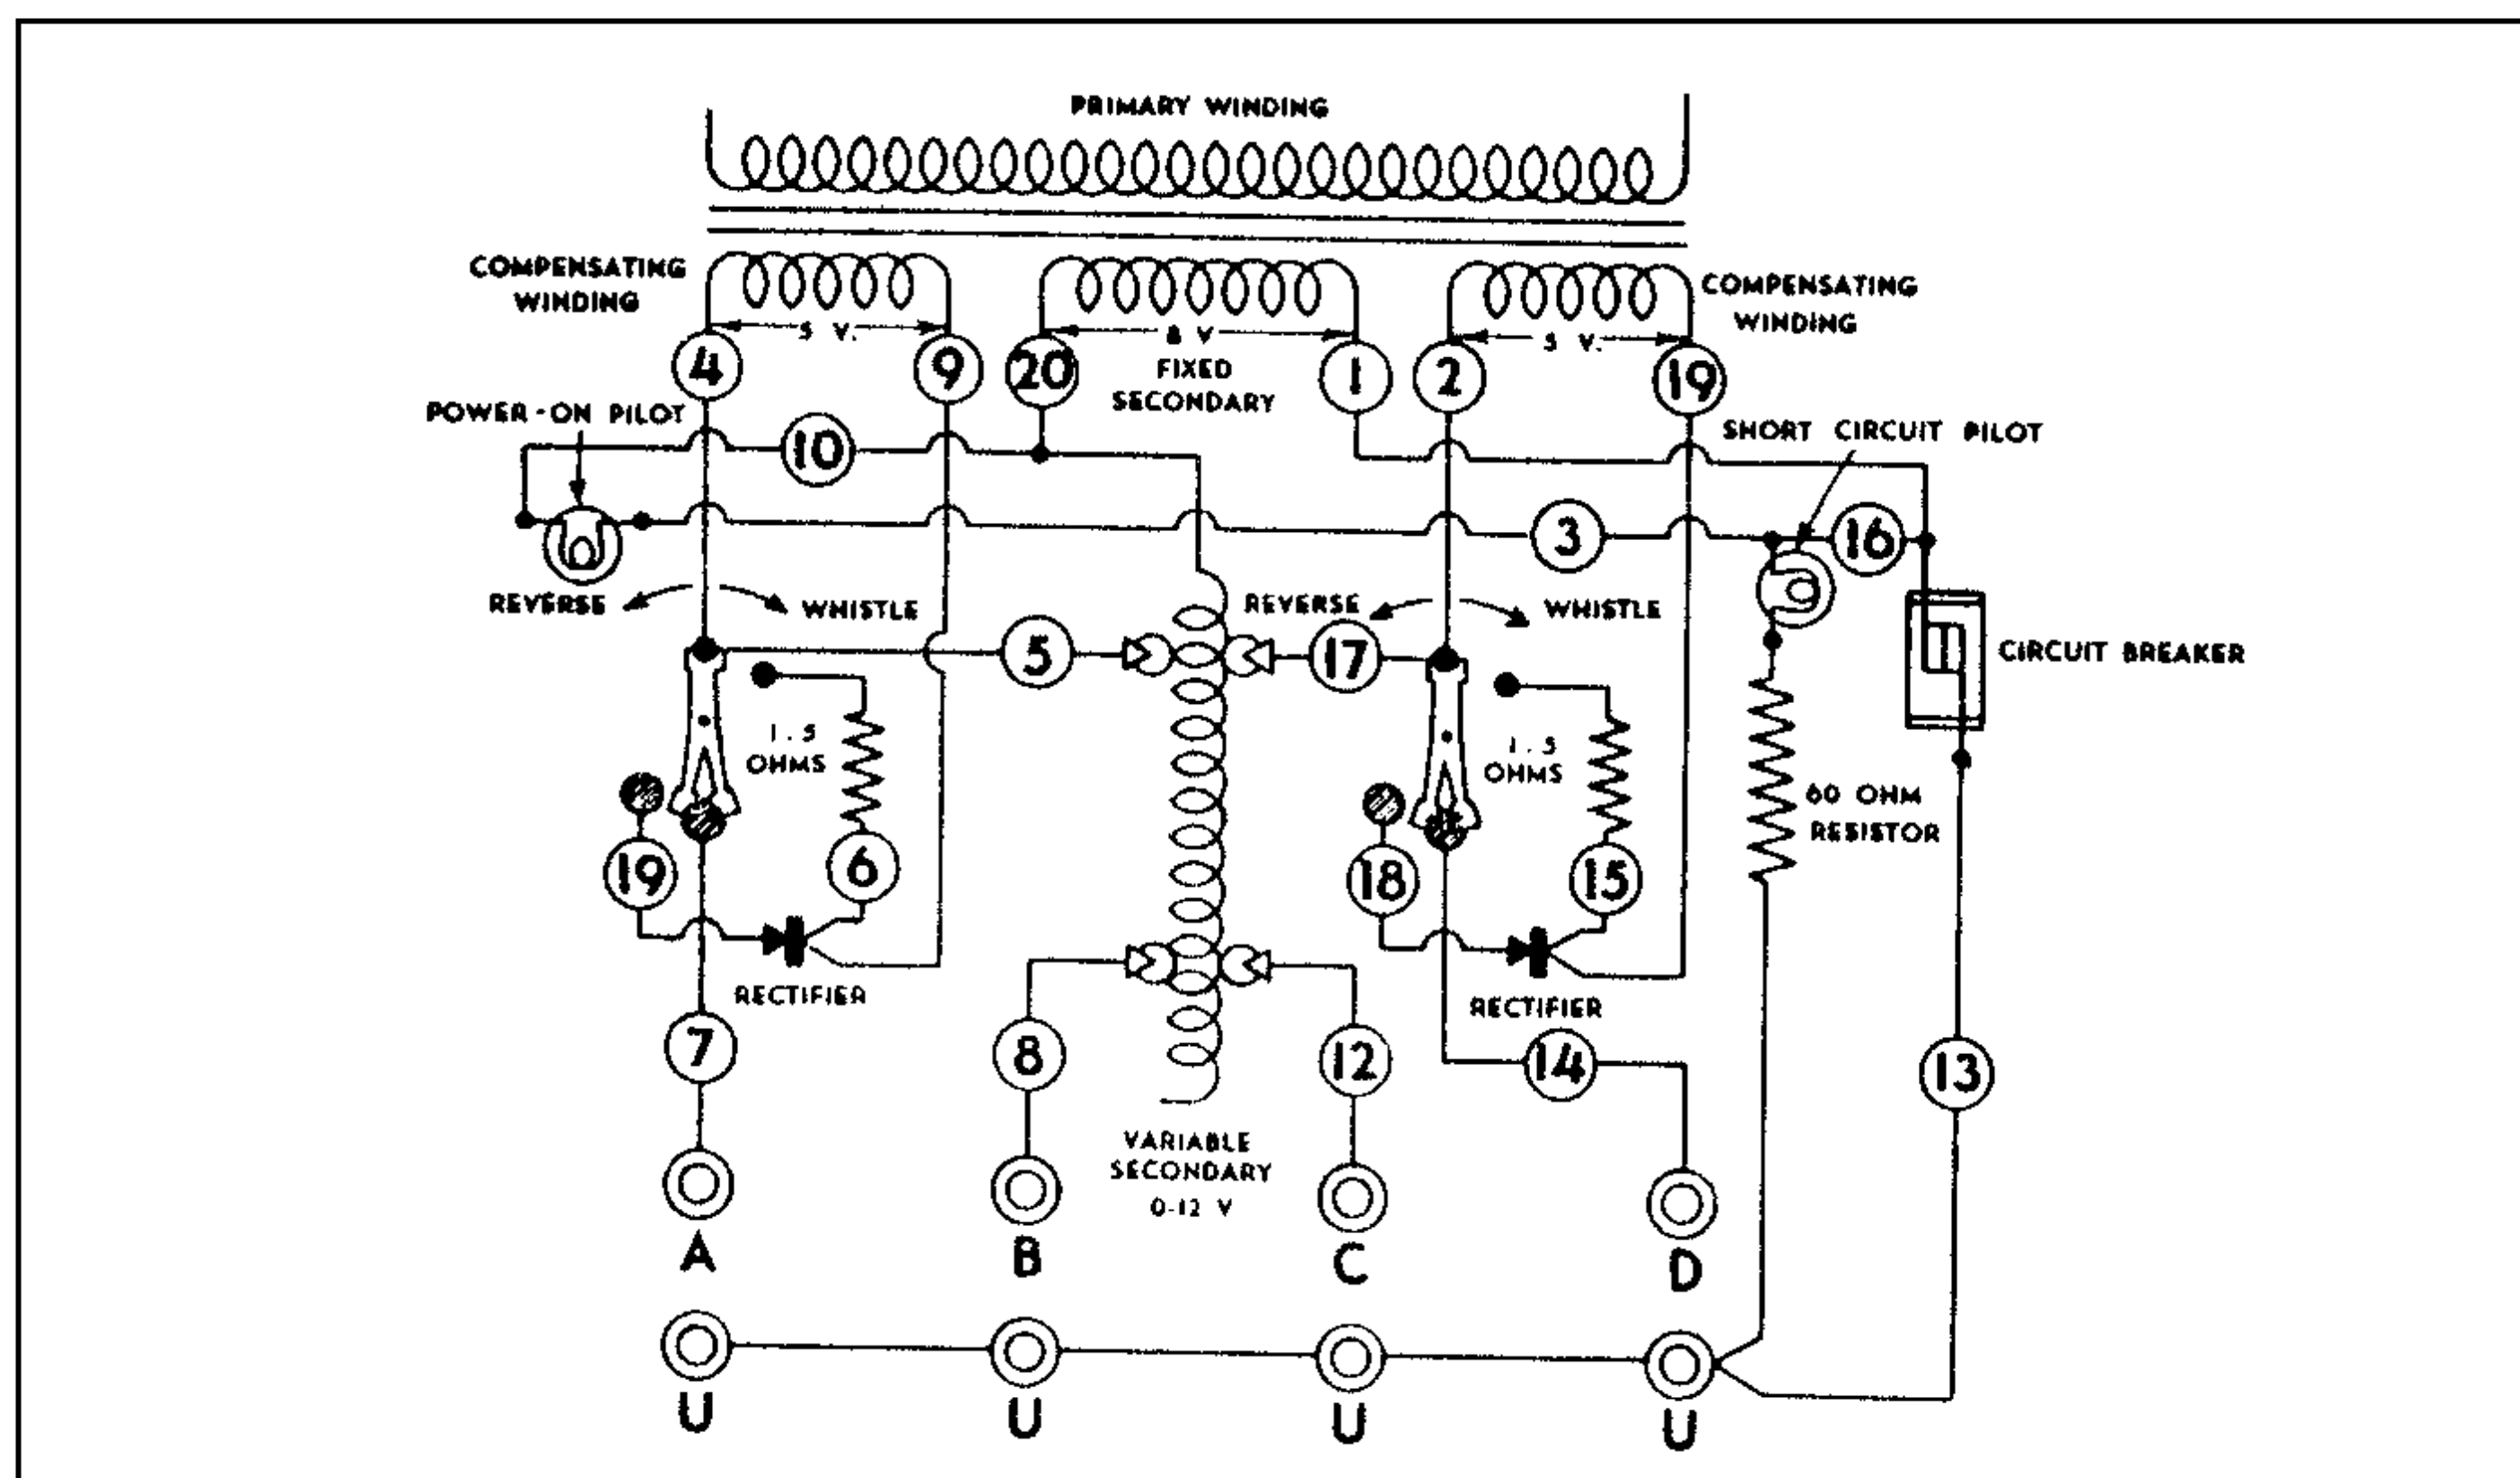 PRIMARY WINDING
COMPENSATING
WINDING
5 V.
8 V
FIXED
SECONDARY
5 V.
COMPENSATING
WINDING
4
9
20
1
2
19
POWER-ON PILOT
SHORT CIRCUIT PILOT
10
3
16
REVERSE
WHISTLE
REVERSE
WHISTLE
5
17
CIRCUIT BREAKER
1.5
OHMS
1.5
OHMS
60 OHM
RESISTOR
19
6
18
15
RECTIFIER
RECTIFIER
7
8
12
14
13
VARIABLE
SECONDARY
0-12 V
A
B
C
D
U
U
U
U